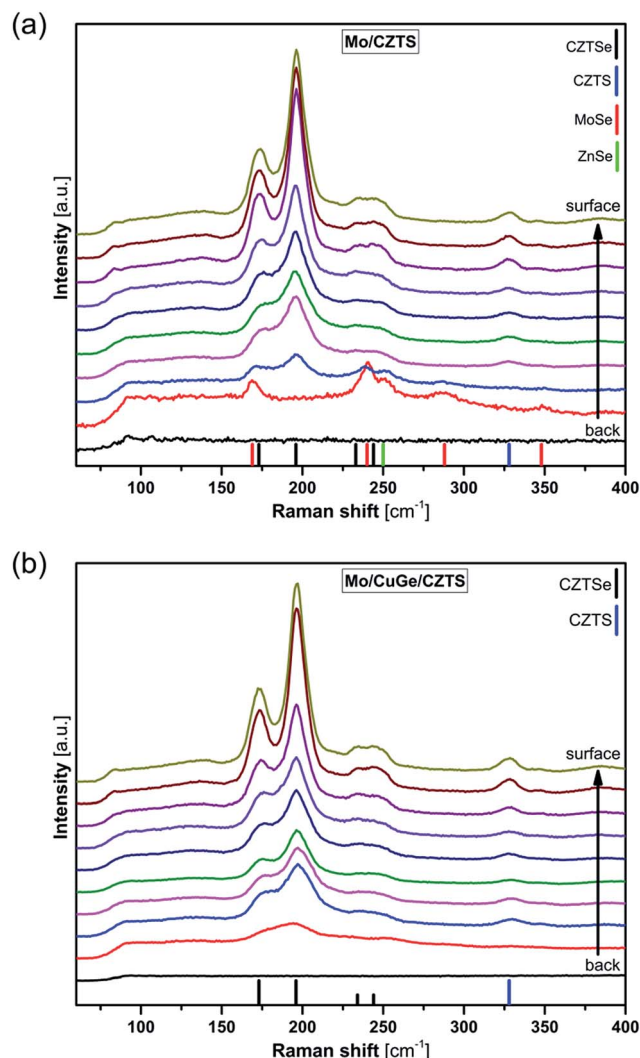 (a)
Mo/CZTS
CZTSe
CZTS
MoSe
ZnSe
surface
back
Intensity [a.u.]
100 150 200 250 300 350 400
Raman shift [cm⁻¹]
(b)
Mo/CuGe/CZTS
CZTSe
CZTS
surface
back
Intensity [a.u.]
100 150 200 250 300 350 400
Raman shift [cm⁻¹]